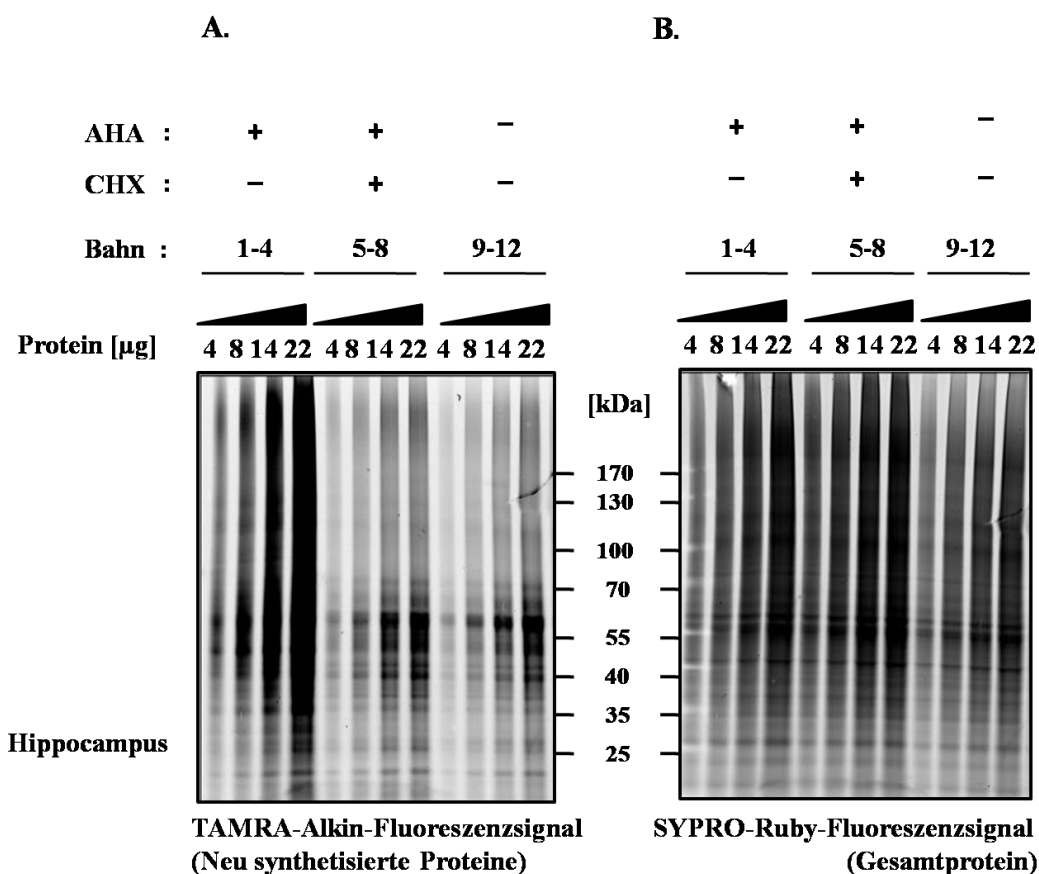 A. B.
AHA : + + − + + −
CHX : − + − − + −
Bahn : 1-4 5-8 9-12 1-4 5-8 9-12
Protein [µg] 4 8 14 22 4 8 14 22 4 8 14 22 4 8 14 22 4 8 14 22 4 8 14 22
[kDa]
170
130
100
70
55
40
35
Hippocampus
25
TAMRA-Alkin-Fluoreszenzsignal SYPRO-Ruby-Fluoreszenzsignal
(Neu synthetisierte Proteine) (Gesamtprotein)